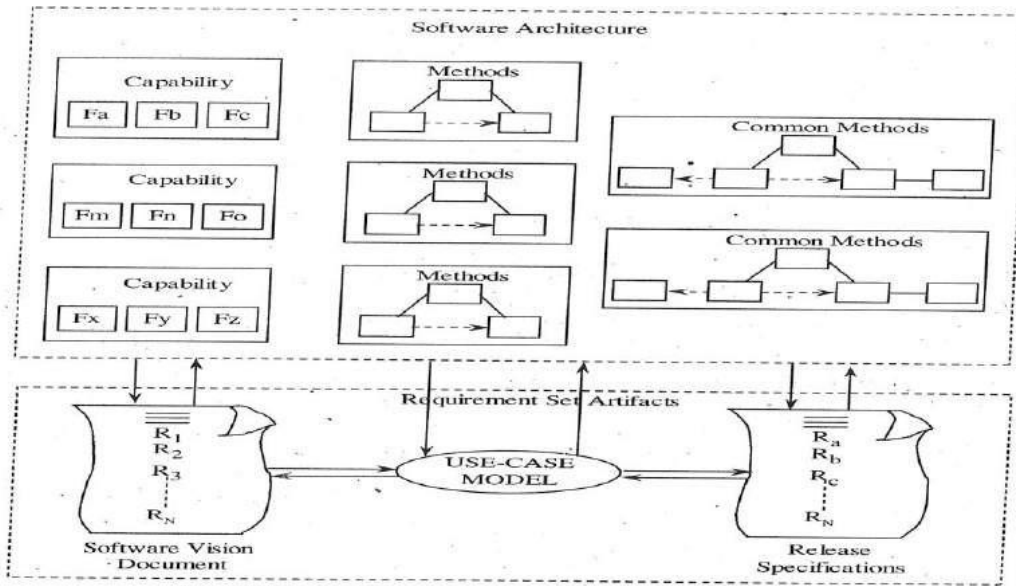 Software Architecture
Capability
Fa Fb Fc
Methods
Common Methods
Capability
Fm Fn Fo
Methods
Common Methods
Capability
Fx Fy Fz
Methods
Requirement Set Artifacts
R1
R2
R3
RN
USE-CASE
MODEL
Ra
Rb
Rc
RN
Software Vision
Document
Release
Specifications